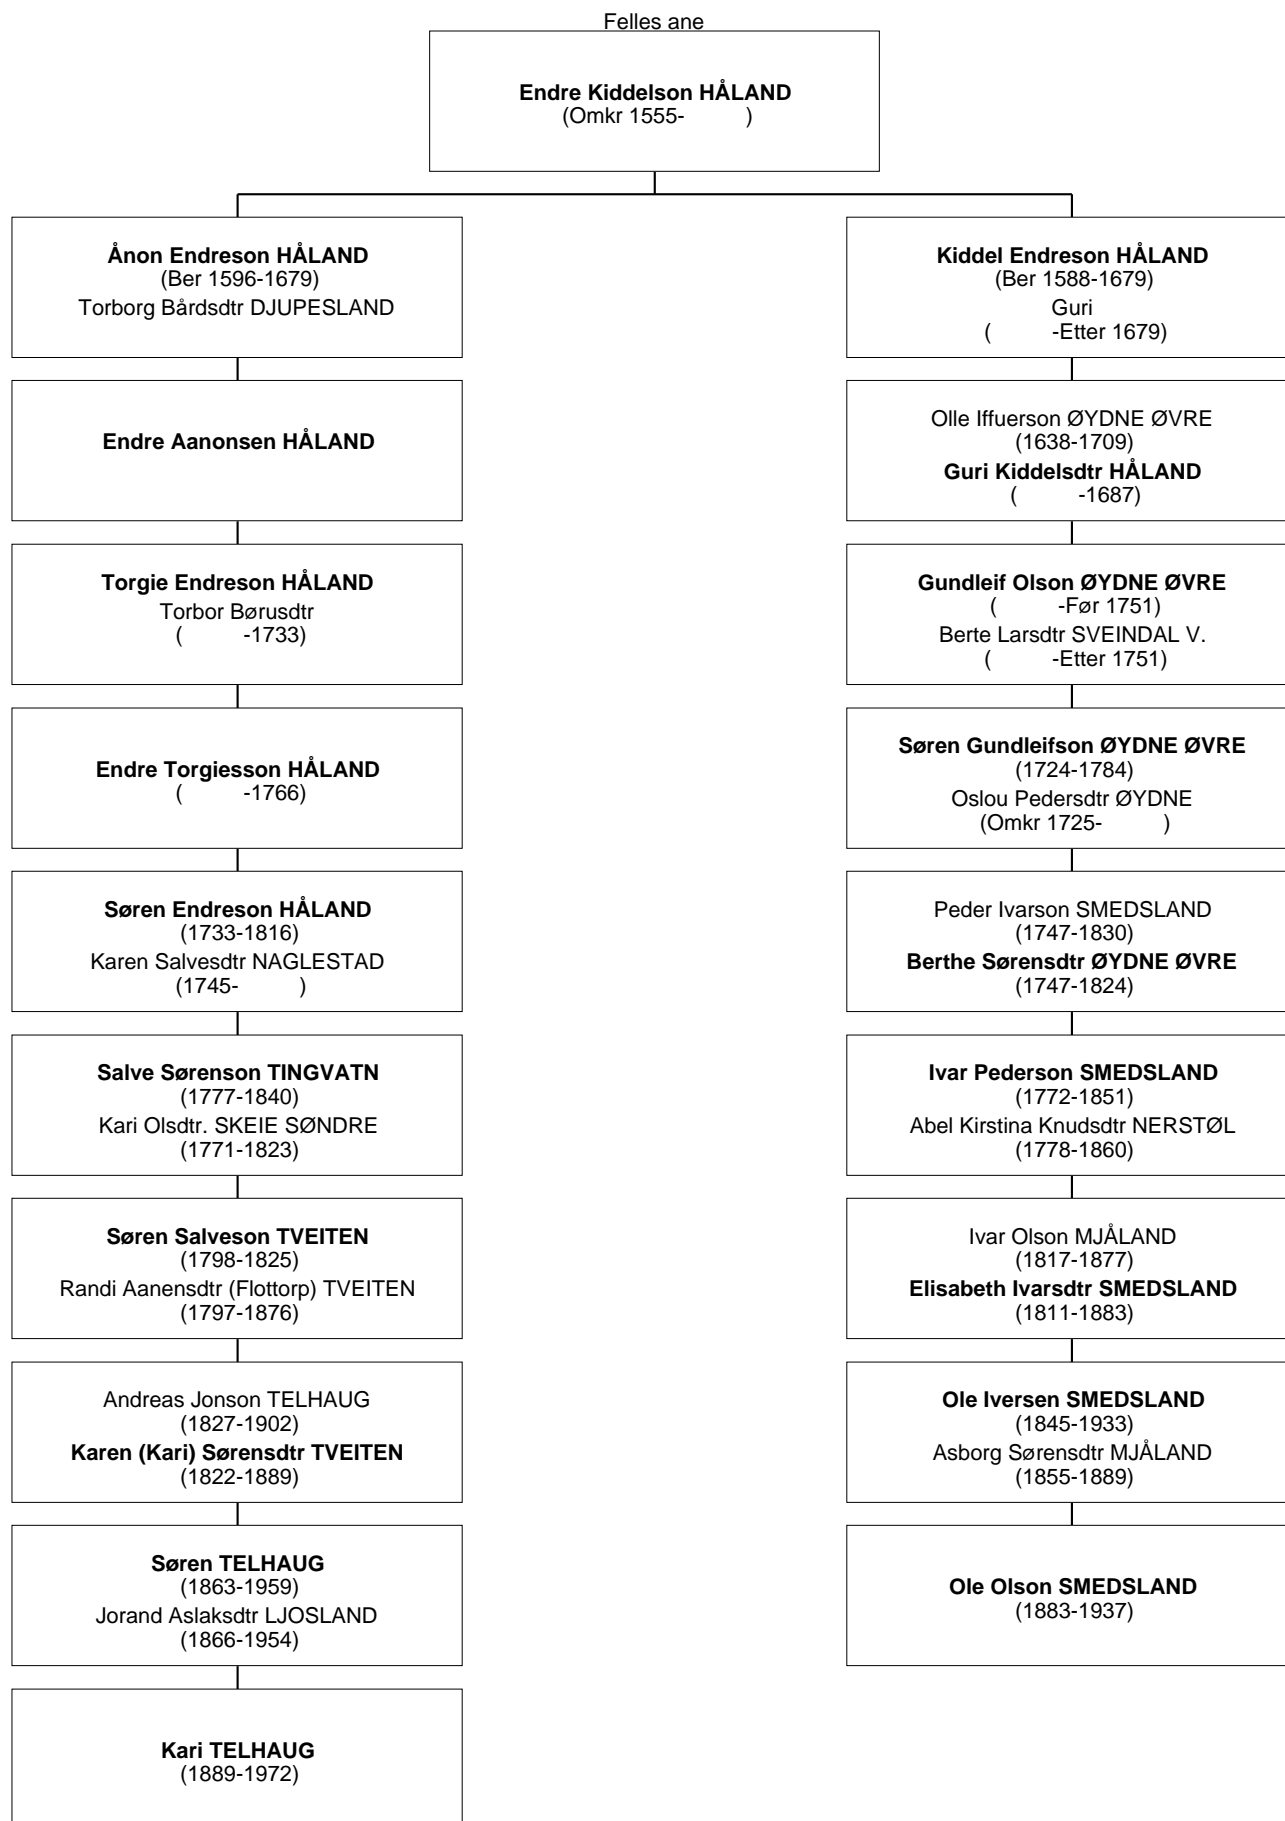 Felles ane
Endre Kiddelson HÅLAND
(Omkr 1555- )
Ånon Endreson HÅLAND
(Ber 1596-1679)
Torborg Bårdsdtr DJUPESLAND
Endre Aanonsen HÅLAND
Torgie Endreson HÅLAND
Torbor Børusdtr
( -1733)
Endre Torgiesson HÅLAND
( -1766)
Søren Endreson HÅLAND
(1733-1816)
Karen Salvesdtr NAGLESTAD
(1745- )
Salve Sørenson TINGVATN
(1777-1840)
Kari Olsdtr. SKEIE SØNDRE
(1771-1823)
Søren Salveson TVEITEN
(1798-1825)
Randi Aanensdtr (Flottorp) TVEITEN
(1797-1876)
Andreas Jonson TELHAUG
(1827-1902)
Karen (Kari) Sørensdtr TVEITEN
(1822-1889)
Søren TELHAUG
(1863-1959)
Jorand Aslaksdtr LJOSLAND
(1866-1954)
Kari TELHAUG
(1889-1972)
Kiddel Endreson HÅLAND
(Ber 1588-1679)
Guri
( -Etter 1679)
Olle Iffuerson ØYDNE ØVRE
(1638-1709)
Guri Kiddelsdtr HÅLAND
( -1687)
Gundleif Olson ØYDNE ØVRE
( -Før 1751)
Berte Larsdtr SVEINDAL V.
( -Etter 1751)
Søren Gundleifson ØYDNE ØVRE
(1724-1784)
Oslou Pedersdtr ØYDNE
(Omkr 1725- )
Peder Ivarson SMEDSLAND
(1747-1830)
Berthe Sørensdtr ØYDNE ØVRE
(1747-1824)
Ivar Pederson SMEDSLAND
(1772-1851)
Abel Kirstina Knudsdtr NERSTØL
(1778-1860)
Ivar Olson MJÅLAND
(1817-1877)
Elisabeth Ivarsdtr SMEDSLAND
(1811-1883)
Ole Iversen SMEDSLAND
(1845-1933)
Asborg Sørensdtr MJÅLAND
(1855-1889)
Ole Olson SMEDSLAND
(1883-1937)